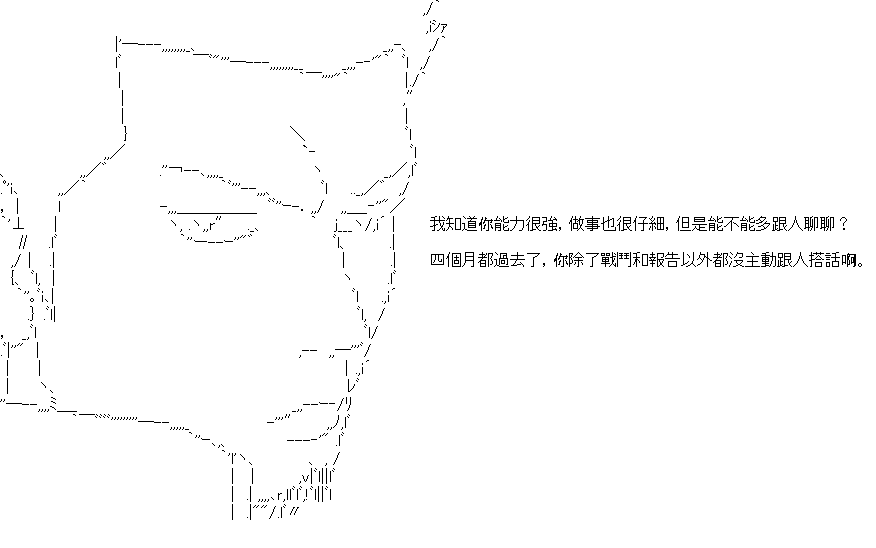 我知道你能力很強，做事也很仔細，但是能不能多跟人聊聊？
四個月都過去了，你除了戰鬥和報告以外都沒主動跟人搭話啊。